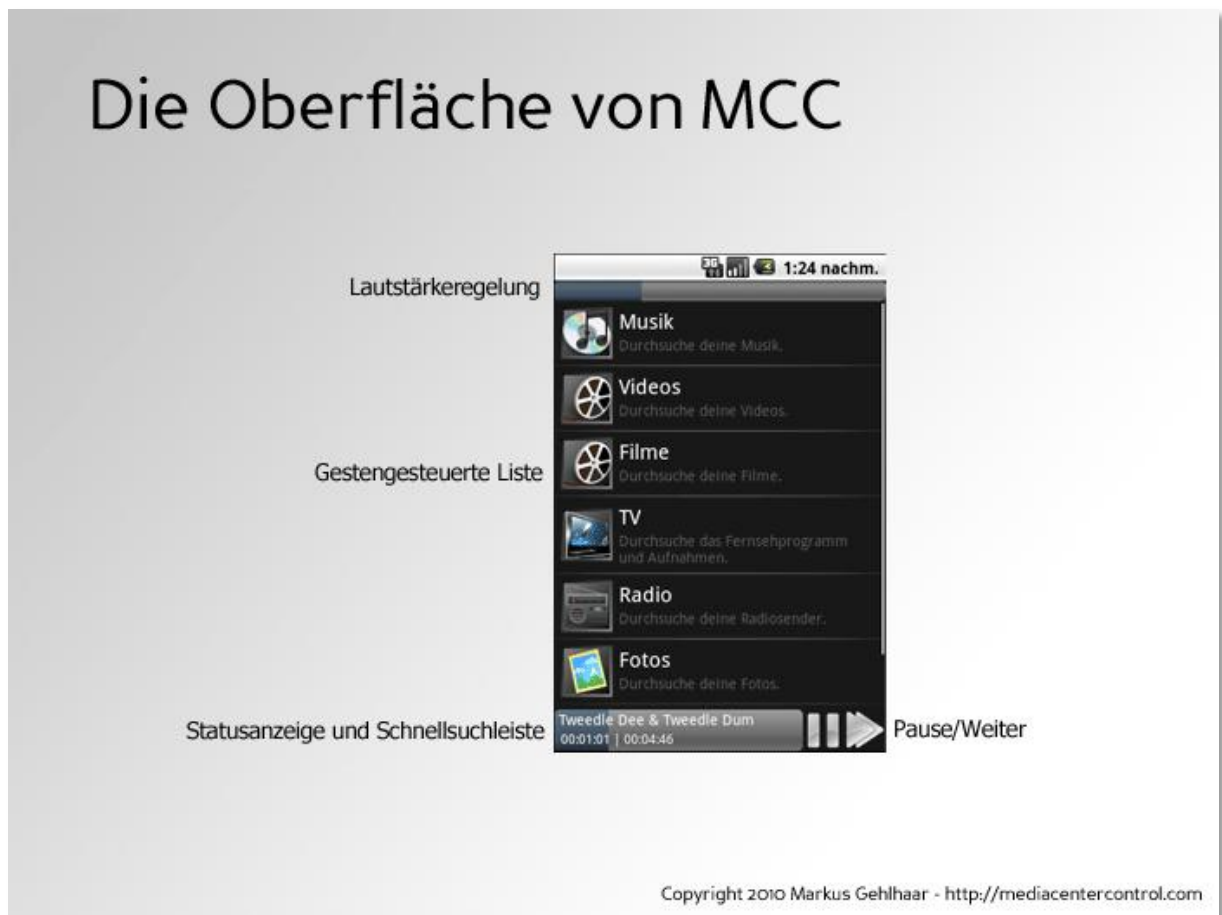 Die Oberfläche von MCC
3G
1:24 nachm.
Lautstärkeregelung
Musik
Durchsuche deine Musik.
Videos
Durchsuche deine Videos.
Gestengesteuerte Liste
Filme
Durchsuche deine Filme.
TV
Durchsuche das Fernsehprogramm
und Aufnahmen.
Radio
Durchsuche deine Radiosender.
Fotos
Durchsuche deine Fotos.
Statusanzeige und Schnellsuchleiste
Tweedle Dee & Tweedle Dum
00:01:01 | 00:04:46
Pause/Weiter
Copyright 2010 Markus Gehlhaar - http://mediacentercontrol.com